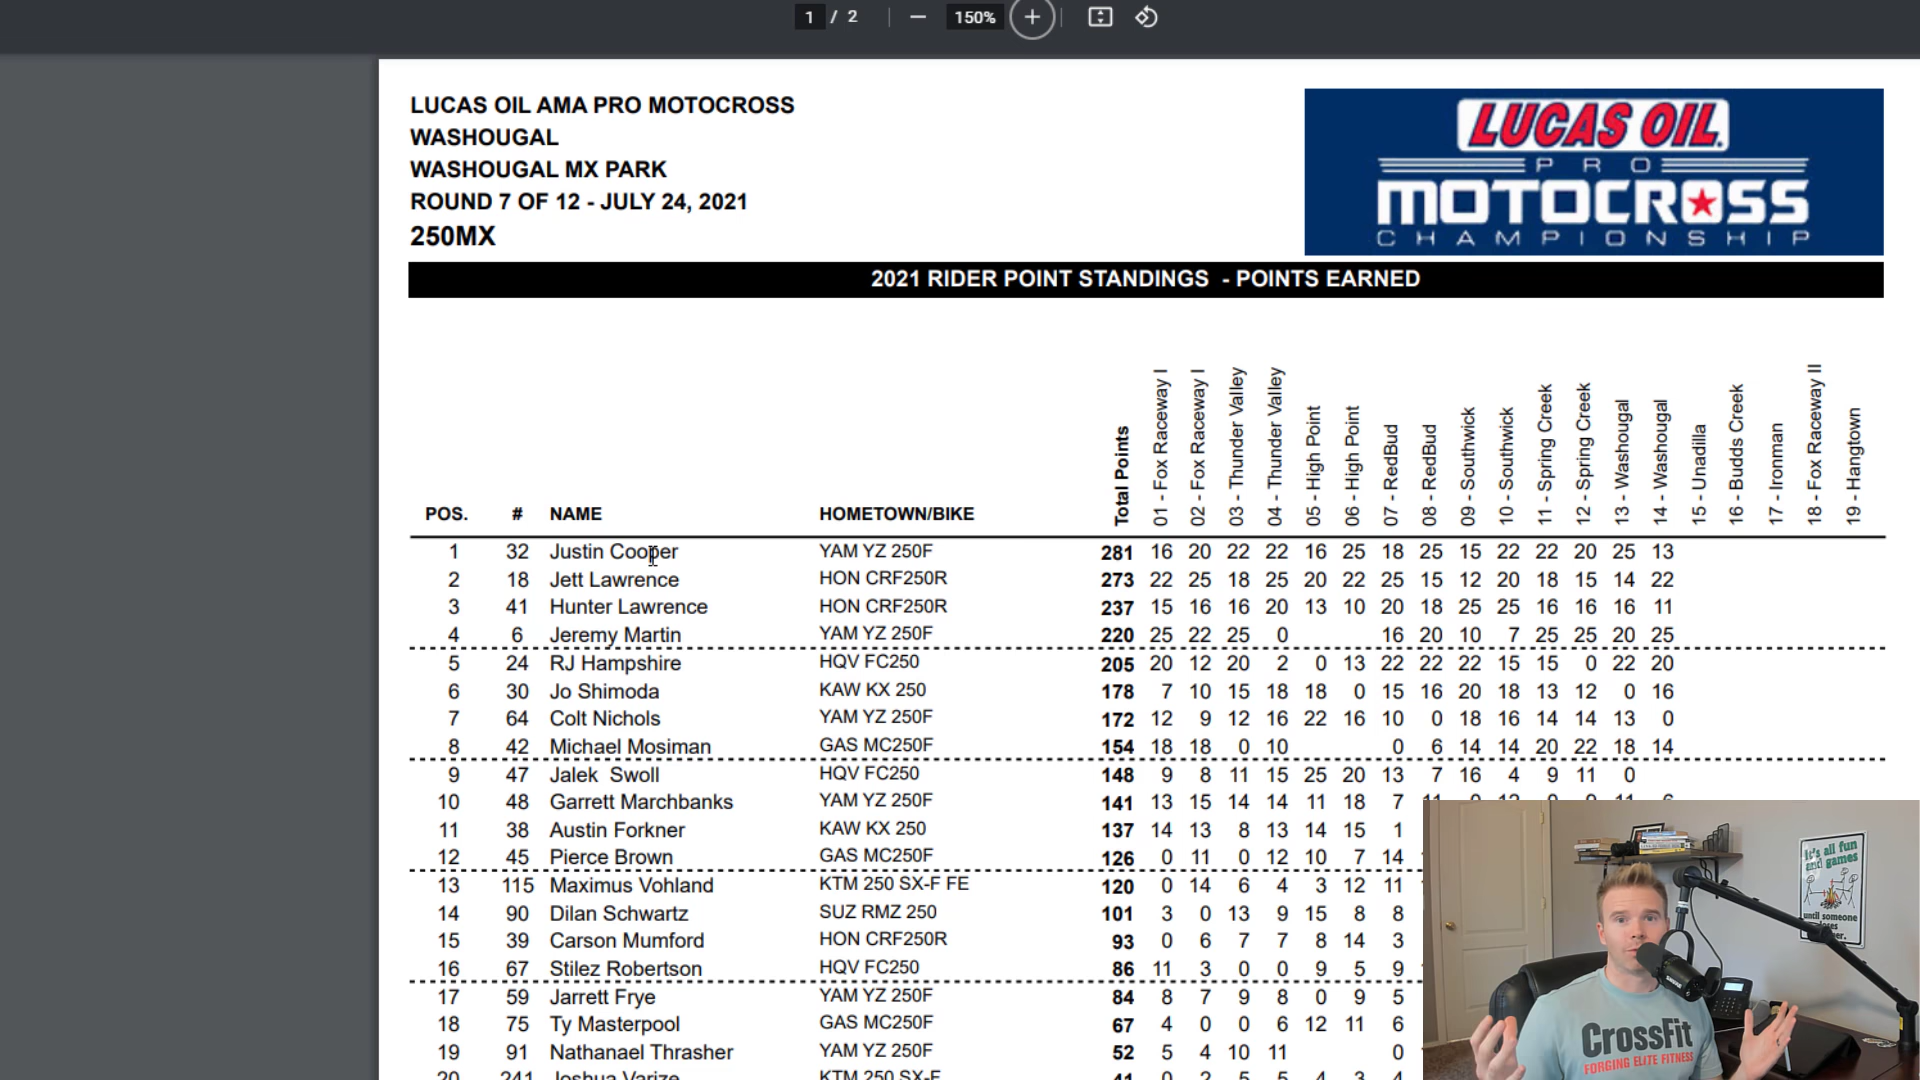 1 / 2 150%
LUCAS OIL AMA PRO MOTOCROSS
WASHOUGAL
WASHOUGAL MX PARK
ROUND 7 OF 12 - JULY 24, 2021
250MX
LUCAS OIL
PRO
MOTOCROSS
CHAMPIONSHIP
2021 RIDER POINT STANDINGS - POINTS EARNED
POS. # NAME HOMETOWN/BIKE Total Points 01 - Fox Raceway I 02 - Fox Raceway I 03 - Thunder Valley 04 - Thunder Valley 05 - High Point 06 - High Point 07 - RedBud 08 - RedBud 09 - Southwick 10 - Southwick 11 - Spring Creek 12 - Spring Creek 13 - Washougal 14 - Washougal 15 - Unadilla 16 - Budds Creek 17 - Ironman 18 - Fox Raceway II 19 - Hangtown
1 32 Justin Cooper YAM YZ 250F 281 16 20 22 22 16 25 18 25 15 22 22 20 25 13
2 18 Jett Lawrence HON CRF250R 273 22 25 18 25 20 22 25 15 12 20 18 15 14 22
3 41 Hunter Lawrence HON CRF250R 237 15 16 16 20 13 10 20 18 25 25 16 16 16 11
4 6 Jeremy Martin YAM YZ 250F 220 25 22 25 0 16 20 10 7 25 25 20 25
5 24 RJ Hampshire HQV FC250 205 20 12 20 2 0 13 22 22 22 15 15 0 22 20
6 30 Jo Shimoda KAW KX 250 178 7 10 15 18 18 0 15 16 20 18 13 12 0 16
7 64 Colt Nichols YAM YZ 250F 172 12 9 12 16 22 16 10 0 18 16 14 14 13 0
8 42 Michael Mosiman GAS MC250F 154 18 18 0 10 0 6 14 14 20 22 18 14
9 47 Jalek Swoll HQV FC250 148 9 8 11 15 25 20 13 7 16 4 9 11 0
10 48 Garrett Marchbanks YAM YZ 250F 141 13 15 14 14 11 18 7
11 38 Austin Forkner KAW KX 250 137 14 13 8 13 14 15 1
12 45 Pierce Brown GAS MC250F 126 0 11 0 12 10 7 14
13 115 Maximus Vohland KTM 250 SX-F FE 120 0 14 6 4 3 12 11
14 90 Dilan Schwartz SUZ RMZ 250 101 3 0 13 9 15 8 8
15 39 Carson Mumford HON CRF250R 93 0 6 7 7 8 14 3
16 67 Stilez Robertson HQV FC250 86 11 3 0 0 9 5 9
17 59 Jarrett Frye YAM YZ 250F 84 8 7 9 8 0 9 5
18 75 Ty Masterpool GAS MC250F 67 4 0 0 6 12 11 6
19 91 Nathanael Thrasher YAM YZ 250F 52 5 4 10 11 0
20 241 Joshua Varize KTM 250 SX-F 41 0 2 5 5 4 3 4
it's all fun
and games
until someone
CrossFit
FORGING ELITE FITNESS